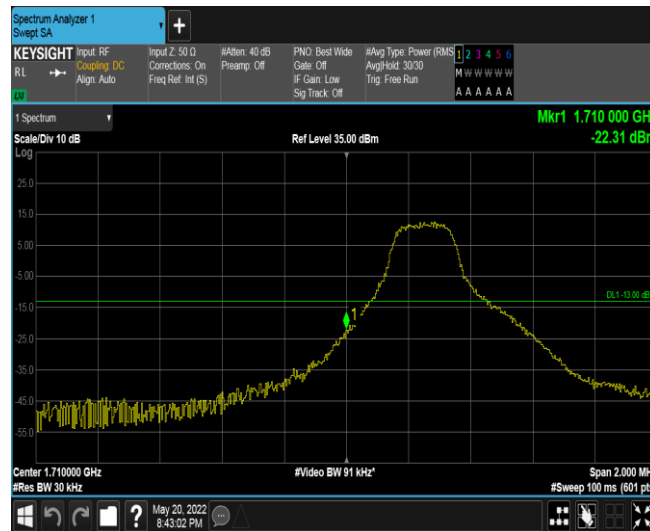 Spectrum Analyzer 1
Swept SA
+
KEYSIGHT
RL
LXI
Input: RF
Coupling: DC
Align: Auto
Input Z: 50 Ω
Corrections: On
Freq Ref: Int (S)
#Atten: 40 dB
Preamp: Off
PNO: Best Wide
Gate: Off
IF Gain: Low
Sig Track: Off
#Avg Type: Power (RMS
Avg|Hold: 30/30
Trig: Free Run
1 2 3 4 5 6
M W W W W W
A A A A A A
1 Spectrum
Scale/Div 10 dB
Log
Ref Level 35.00 dBm
Mkr1 1.710 000 GH
-22.31 dB
25.0
15.0
5.00
-5.00
-15.0
-25.0
-35.0
-45.0
-55.0
1
DL1 -13.00 dB
Center 1.710000 GHz
#Res BW 30 kHz
#Video BW 91 kHz*
Span 2.000 MH
#Sweep 100 ms (601 pts
?
May 20, 2022
8:43:02 PM